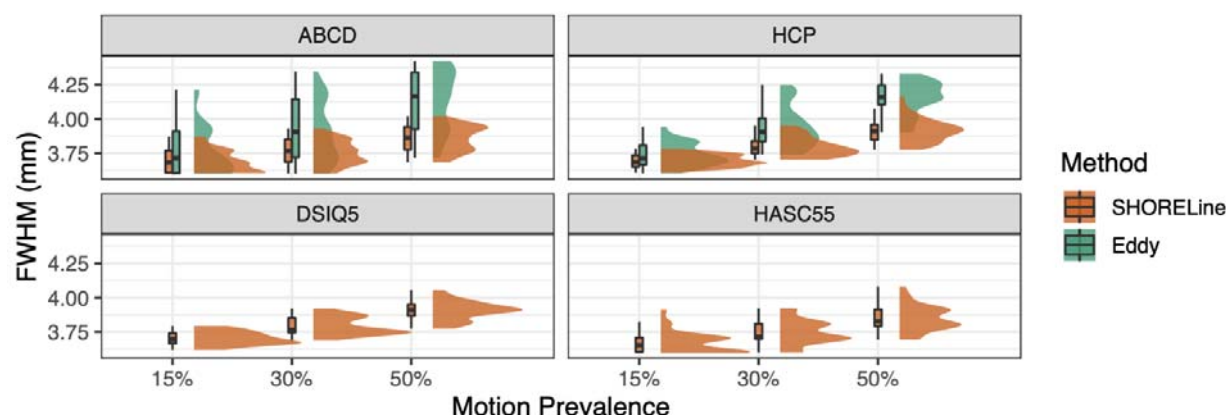 ABCD
HCP
4.25
4.00
3.75
DSIQ5
HASC55
4.25
4.00
3.75
FWHM (mm)
15%
30%
50%
15%
30%
50%
Motion Prevalence
Method
SHORELine
Eddy